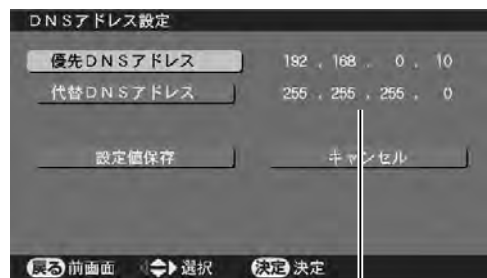 DNSアドレス設定
優先DNSアドレス 192 . 168 . 0 . 10
代替DNSアドレス 255 . 255 . 255 . 0
設定値保存 キャンセル
戻る 前画面 選択 決定 決定